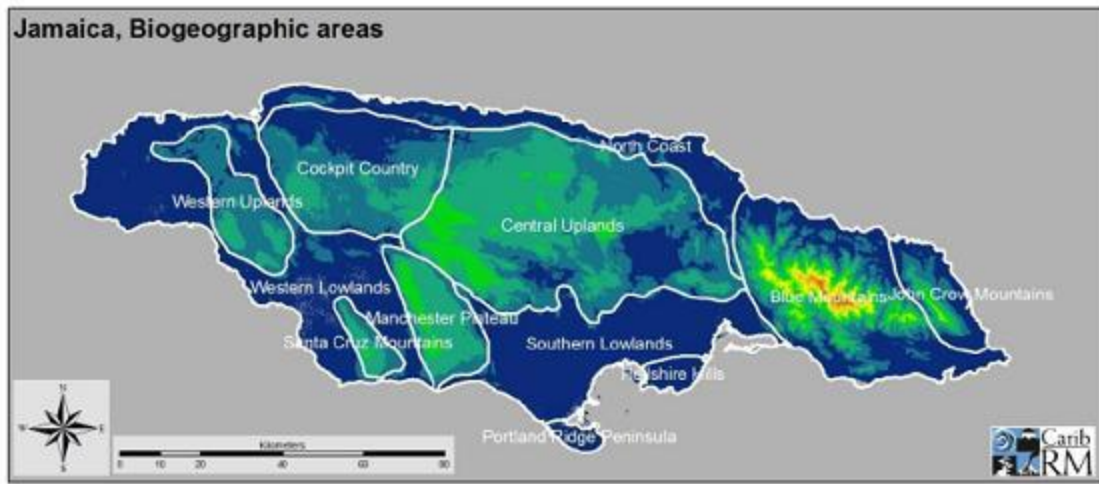 Jamaica, Biogeographic areas
North Coast
Cockpit Country
Western Uplands
Central Uplands
Western Lowlands
Blue Mountains
John Crow Mountains
Manchester Plateau
Santa Cruz Mountains
Southern Lowlands
Hellshire Hills
Portland Ridge Peninsula
N
W
E
S
kilometers
0 10 20 40 60 80
Carib
RM